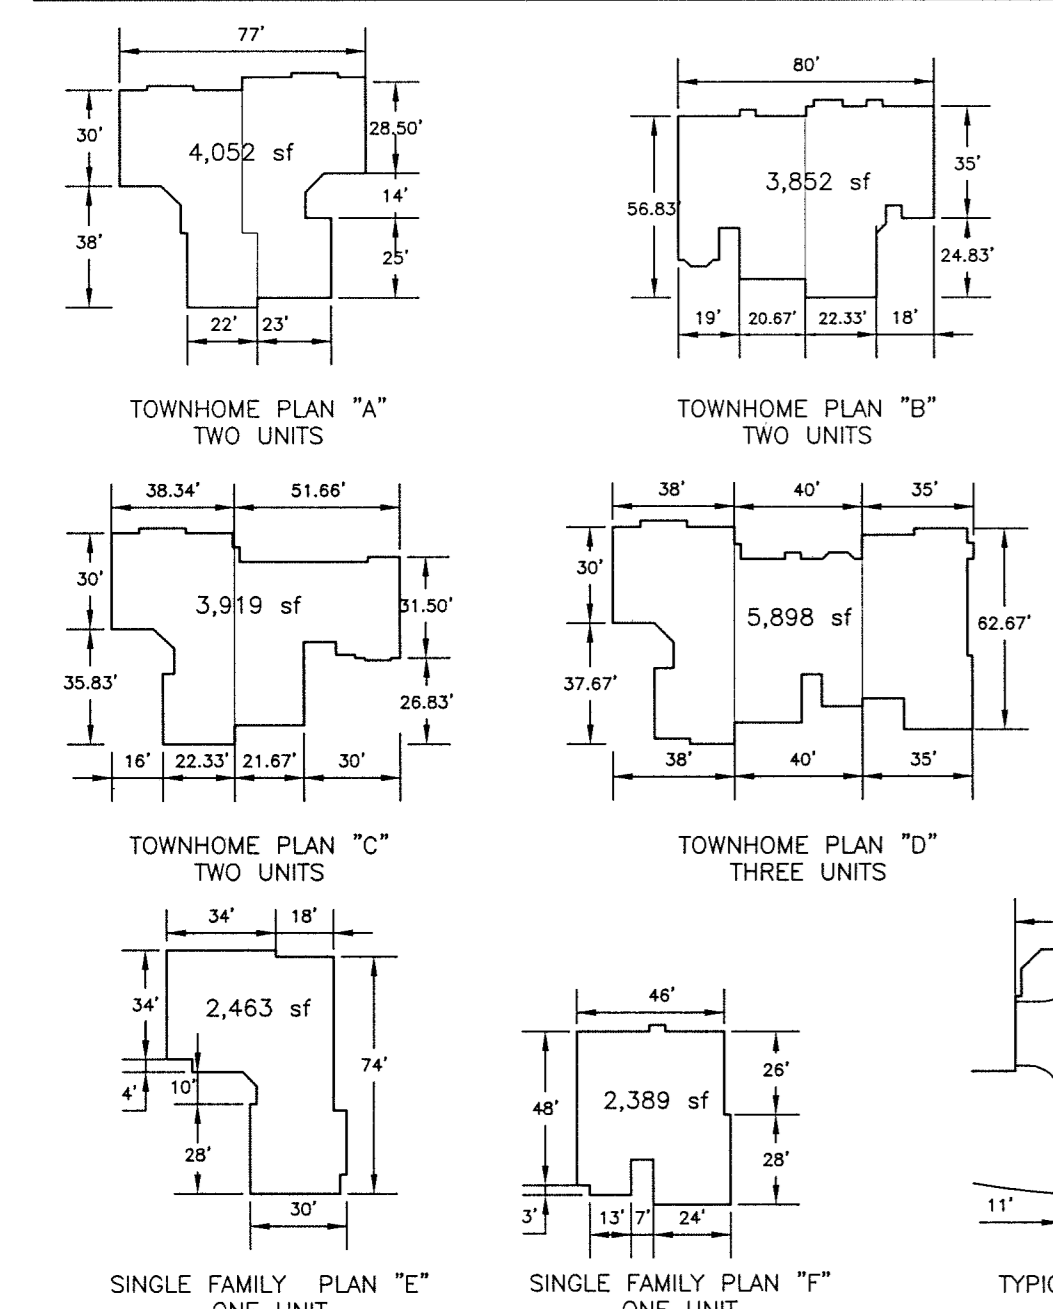 77'
30'
4,052 sf
28.50'
14'
38'
25'
22' 23'
TOWNHOME PLAN "A"
TWO UNITS
80'
56.83'
3,852 sf
35'
24.83'
19' 20.67' 22.33' 18'
TOWNHOME PLAN "B"
TWO UNITS
38.34' 51.66'
30'
3,919 sf
31.50'
35.83'
26.83'
16' 22.33' 21.67' 30'
TOWNHOME PLAN "C"
TWO UNITS
38' 40' 35'
30'
5,898 sf
62.67'
37.67'
38' 40' 35'
TOWNHOME PLAN "D"
THREE UNITS
34' 18'
34'
2,463 sf
74'
4'
10'
28'
30'
SINGLE FAMILY PLAN "E"
ONE UNIT
46'
48'
26'
2,389 sf
28'
3'
13' 7' 24'
SINGLE FAMILY PLAN "F"
ONE UNIT
11'
TYPIC